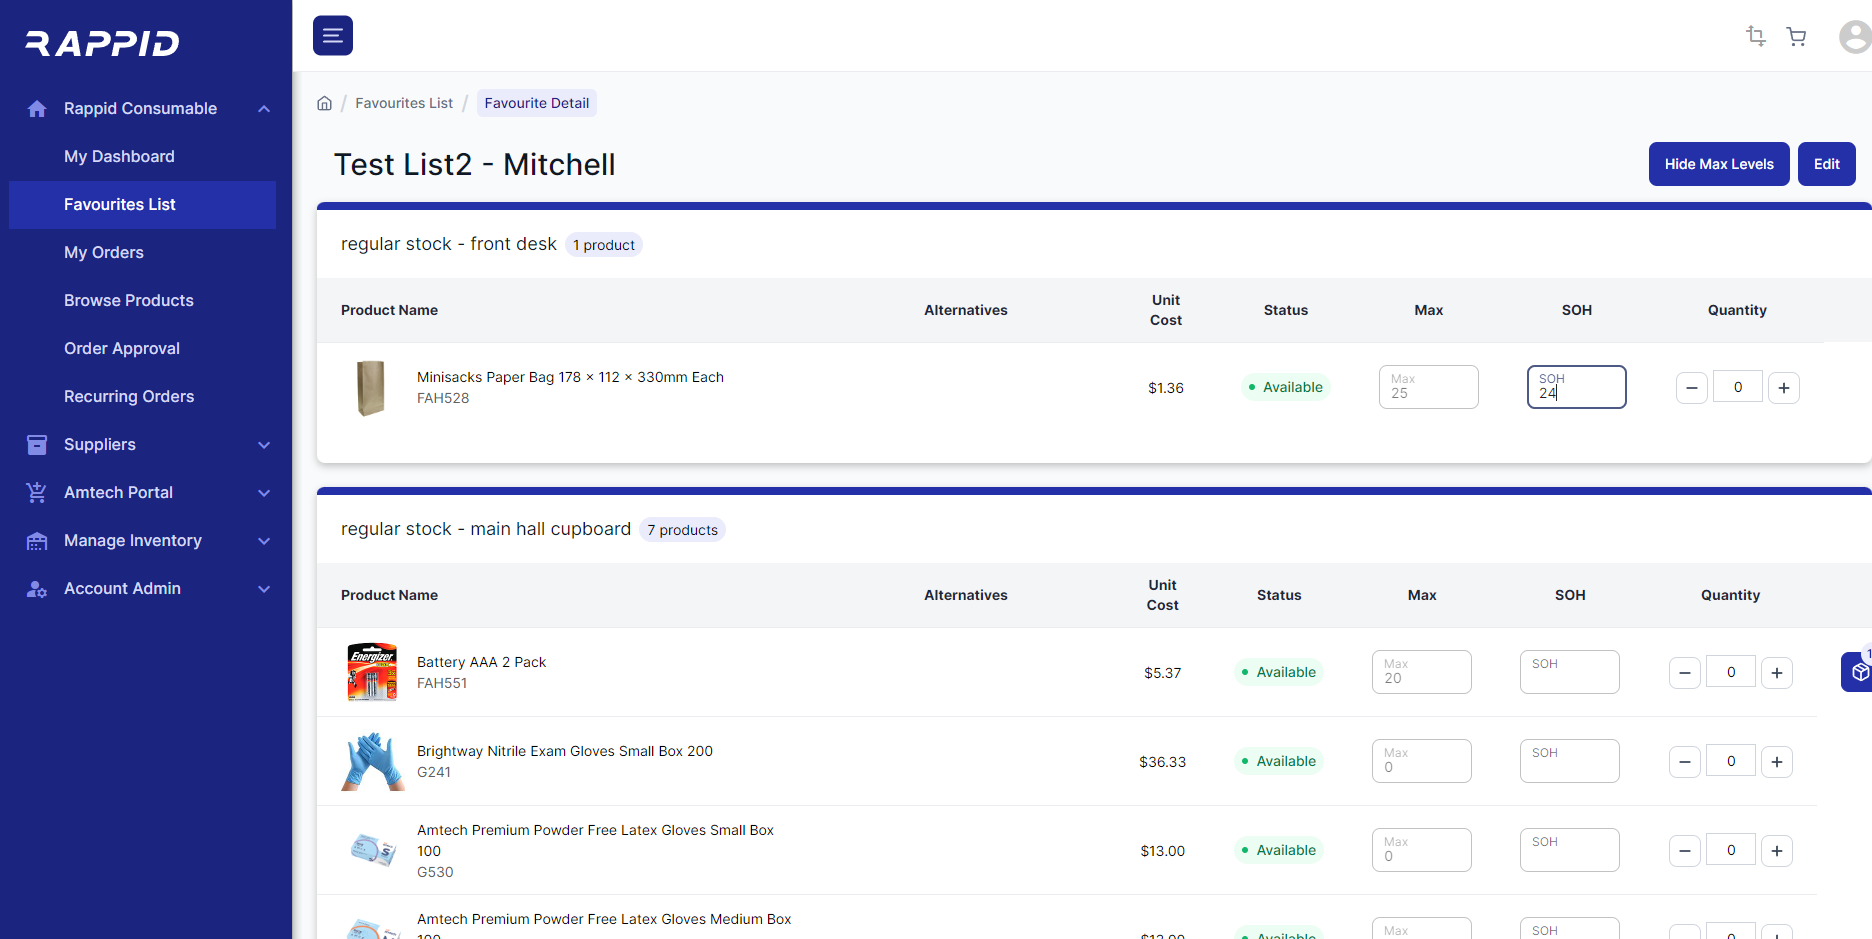 RAPPID
Rappid Consumable
My Dashboard
Favourites List
My Orders
Browse Products
Order Approval
Recurring Orders
Suppliers
Amtech Portal
Manage Inventory
Account Admin
/ Favourites List / Favourite Detail
Test List2 - Mitchell
Hide Max Levels
Edit
regular stock - front desk 1 product
Product Name Alternatives Unit Cost Status Max SOH Quantity
Minisacks Paper Bag 178 × 112 × 330mm Each
FAH528
$1.36
Available
Max
25
SOH
24
0
regular stock - main hall cupboard 7 products
Product Name Alternatives Unit Cost Status Max SOH Quantity
Energizer
Battery AAA 2 Pack
FAH551
$5.37
Available
Max
20
SOH
0
1
Brightway Nitrile Exam Gloves Small Box 200
G241
$36.33
Available
Max
0
SOH
0
Amtech Premium Powder Free Latex Gloves Small Box
100
G530
$13.00
Available
Max
0
SOH
0
Amtech Premium Powder Free Latex Gloves Medium Box
100
$13.00
Available
Max
SOH
0